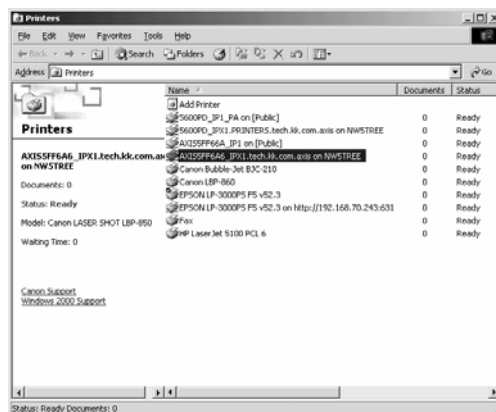 Printers
File Edit View Favorites Tools Help
Back Search Folders
Address Printers Go
Name Documents Status
Add Printer
5600PD_IP1_PA on [Public] 0 Ready
5600PD_IPX1.PRINTERS.tech.kk.com.axis on NW5TREE 0 Ready
AXIS5FF66A_IP1 on [Public] 0 Ready
AXIS5FF6A6_IPX1.tech.kk.com.axis on NW5TREE 0 Ready
Canon Bubble-Jet BJC-210 0 Ready
Canon LBP-860 0 Ready
EPSON LP-3000PS F5 v52.3 0 Ready
EPSON LP-3000PS F5 v52.3 on http://192.168.70.243:631 0 Ready
Fax 0 Ready
HP LaserJet 5100 PCL 6 0 Ready
Printers
AXIS5FF6A6_IPX1.tech.kk.com.ax
on NW5TREE
Documents: 0
Status: Ready
Model: Canon LASER SHOT LBP-850
Waiting Time: 0
Canon Support
Windows 2000 Support
Status: Ready Documents: 0